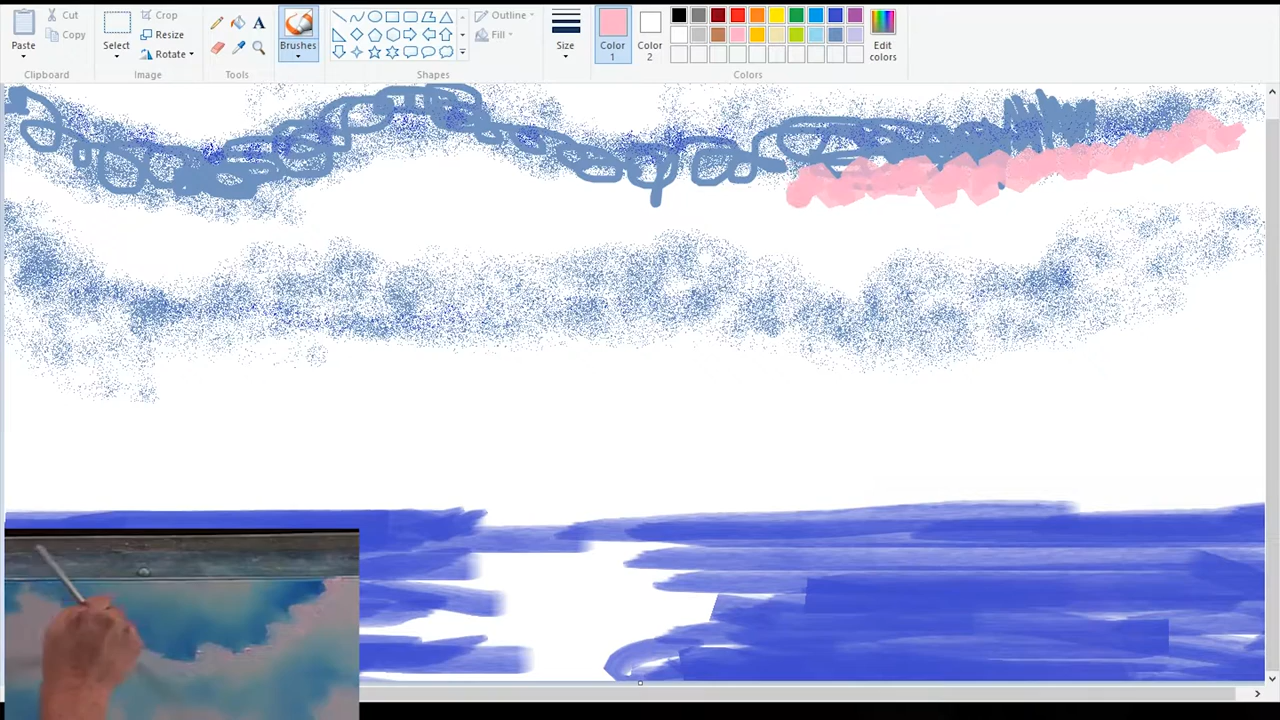 Cut
Copy
Paste
Clipboard
Crop
Resize
Rotate
Select
Image
A
Tools
Brushes
Outline
Fill
Shapes
Size
Color
1
Color
2
Edit
colors
Colors